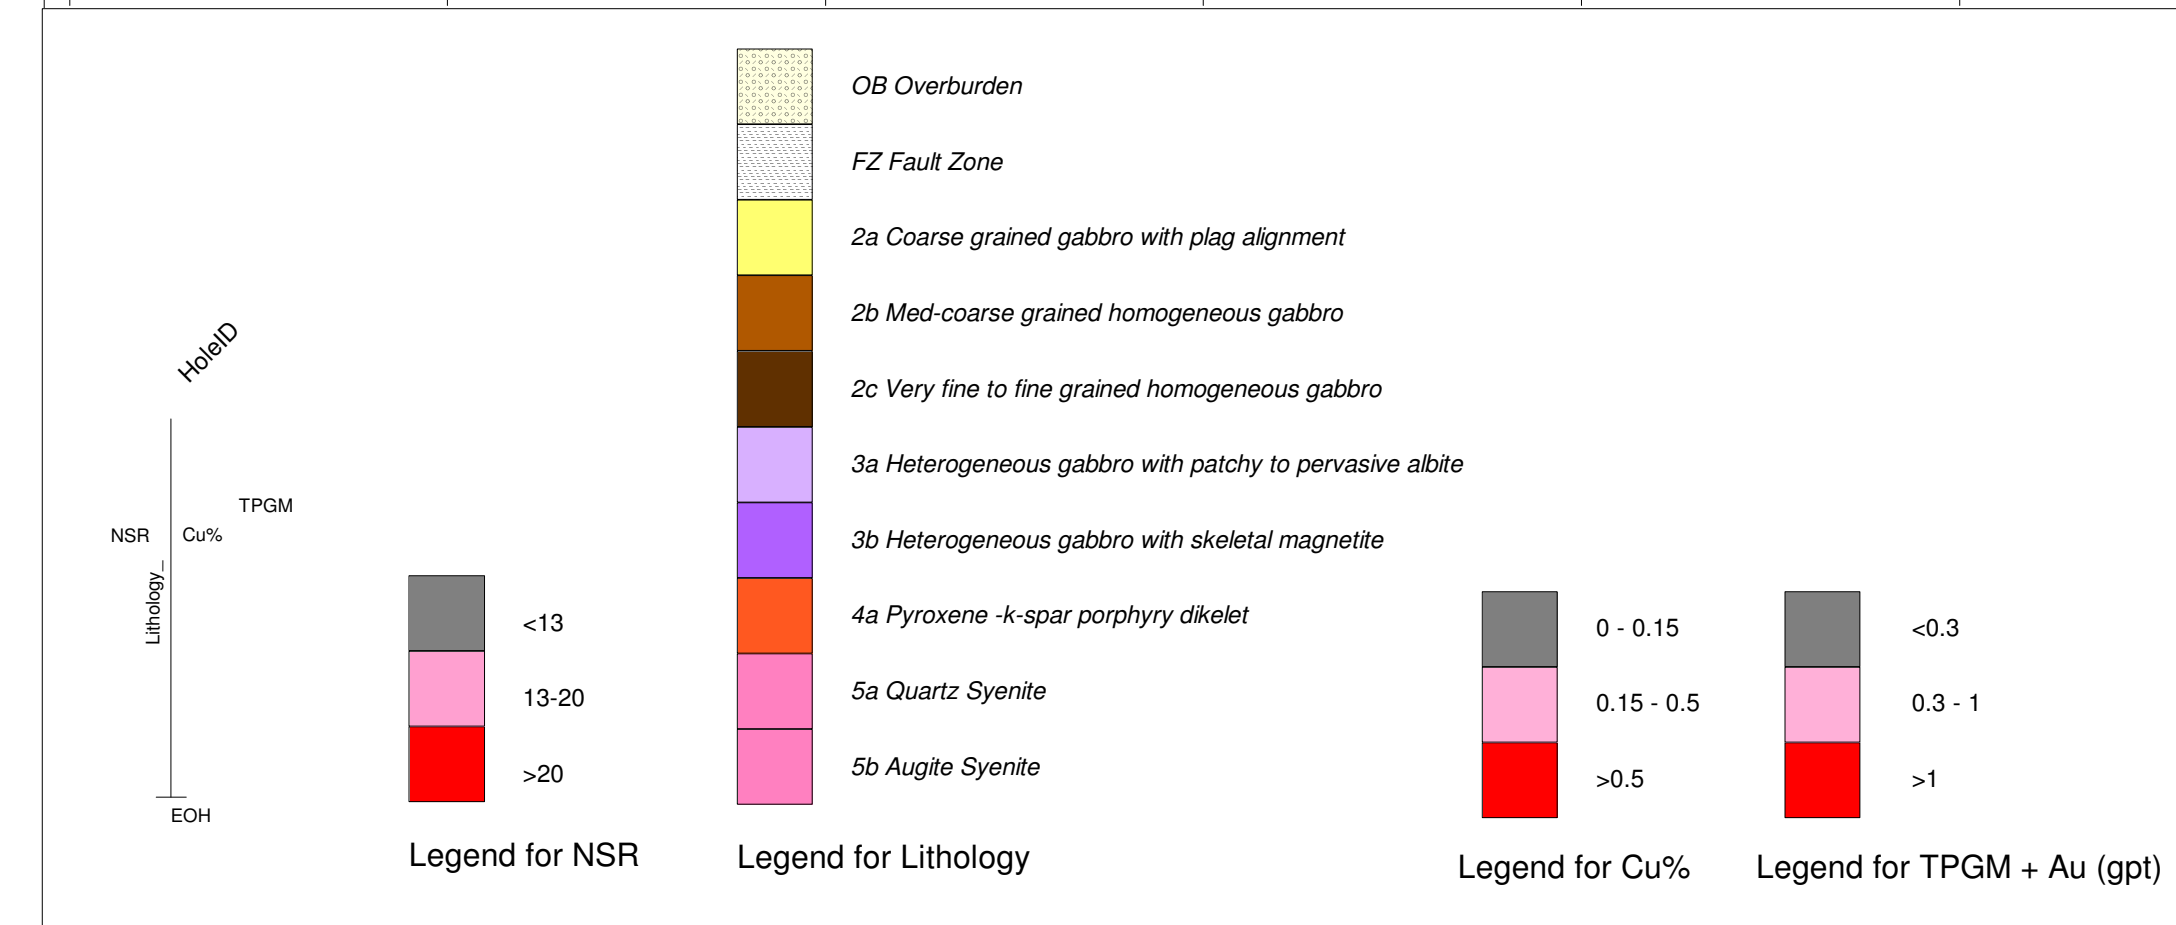 HoleID
TPGM
NSR
Cu%
Lithology_
EOH
<13
13-20
>20
Legend for NSR
OB Overburden
FZ Fault Zone
2a Coarse grained gabbro with plag alignment
2b Med-coarse grained homogeneous gabbro
2c Very fine to fine grained homogeneous gabbro
3a Heterogeneous gabbro with patchy to pervasive albite
3b Heterogeneous gabbro with skeletal magnetite
4a Pyroxene -k-spar porphyry dikelet
5a Quartz Syenite
5b Augite Syenite
Legend for Lithology
0 - 0.15
0.15 - 0.5
>0.5
Legend for Cu%
<0.3
0.3 - 1
>1
Legend for TPGM + Au (gpt)